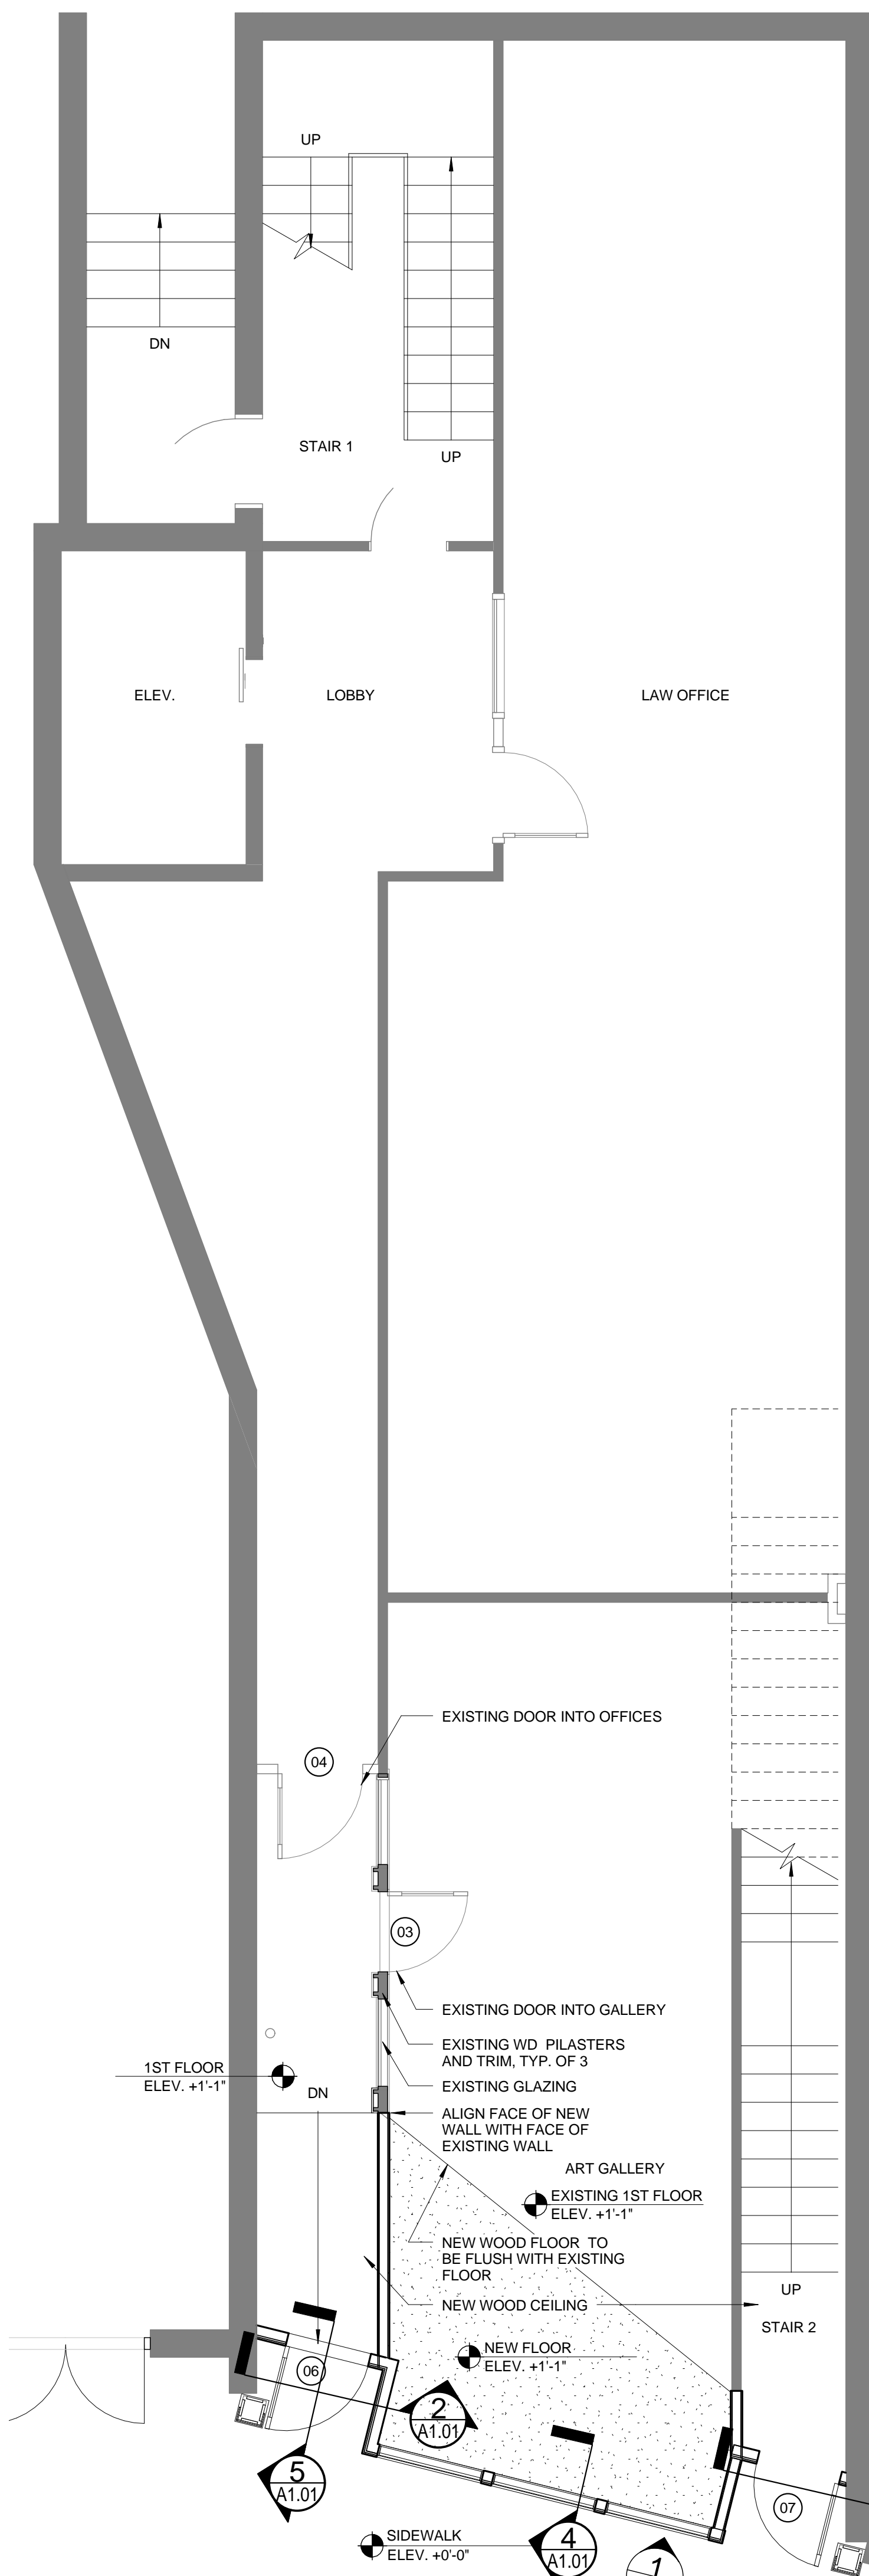 UP
DN
STAIR 1
UP
ELEV.
LOBBY
LAW OFFICE
EXISTING DOOR INTO OFFICES
04
03
EXISTING DOOR INTO GALLERY
EXISTING WD PILASTERS
AND TRIM, TYP. OF 3
1ST FLOOR
ELEV. +1'-1"
EXISTING GLAZING
DN
ALIGN FACE OF NEW
WALL WITH FACE OF
EXISTING WALL
ART GALLERY
EXISTING 1ST FLOOR
ELEV. +1'-1"
NEW WOOD FLOOR TO
BE FLUSH WITH EXISTING
FLOOR
UP
NEW WOOD CEILING
STAIR 2
NEW FLOOR
ELEV. +1'-1"
06
2
A1.01
5
A1.01
07
SIDEWALK
ELEV. +0'-0"
4
A1.01
1